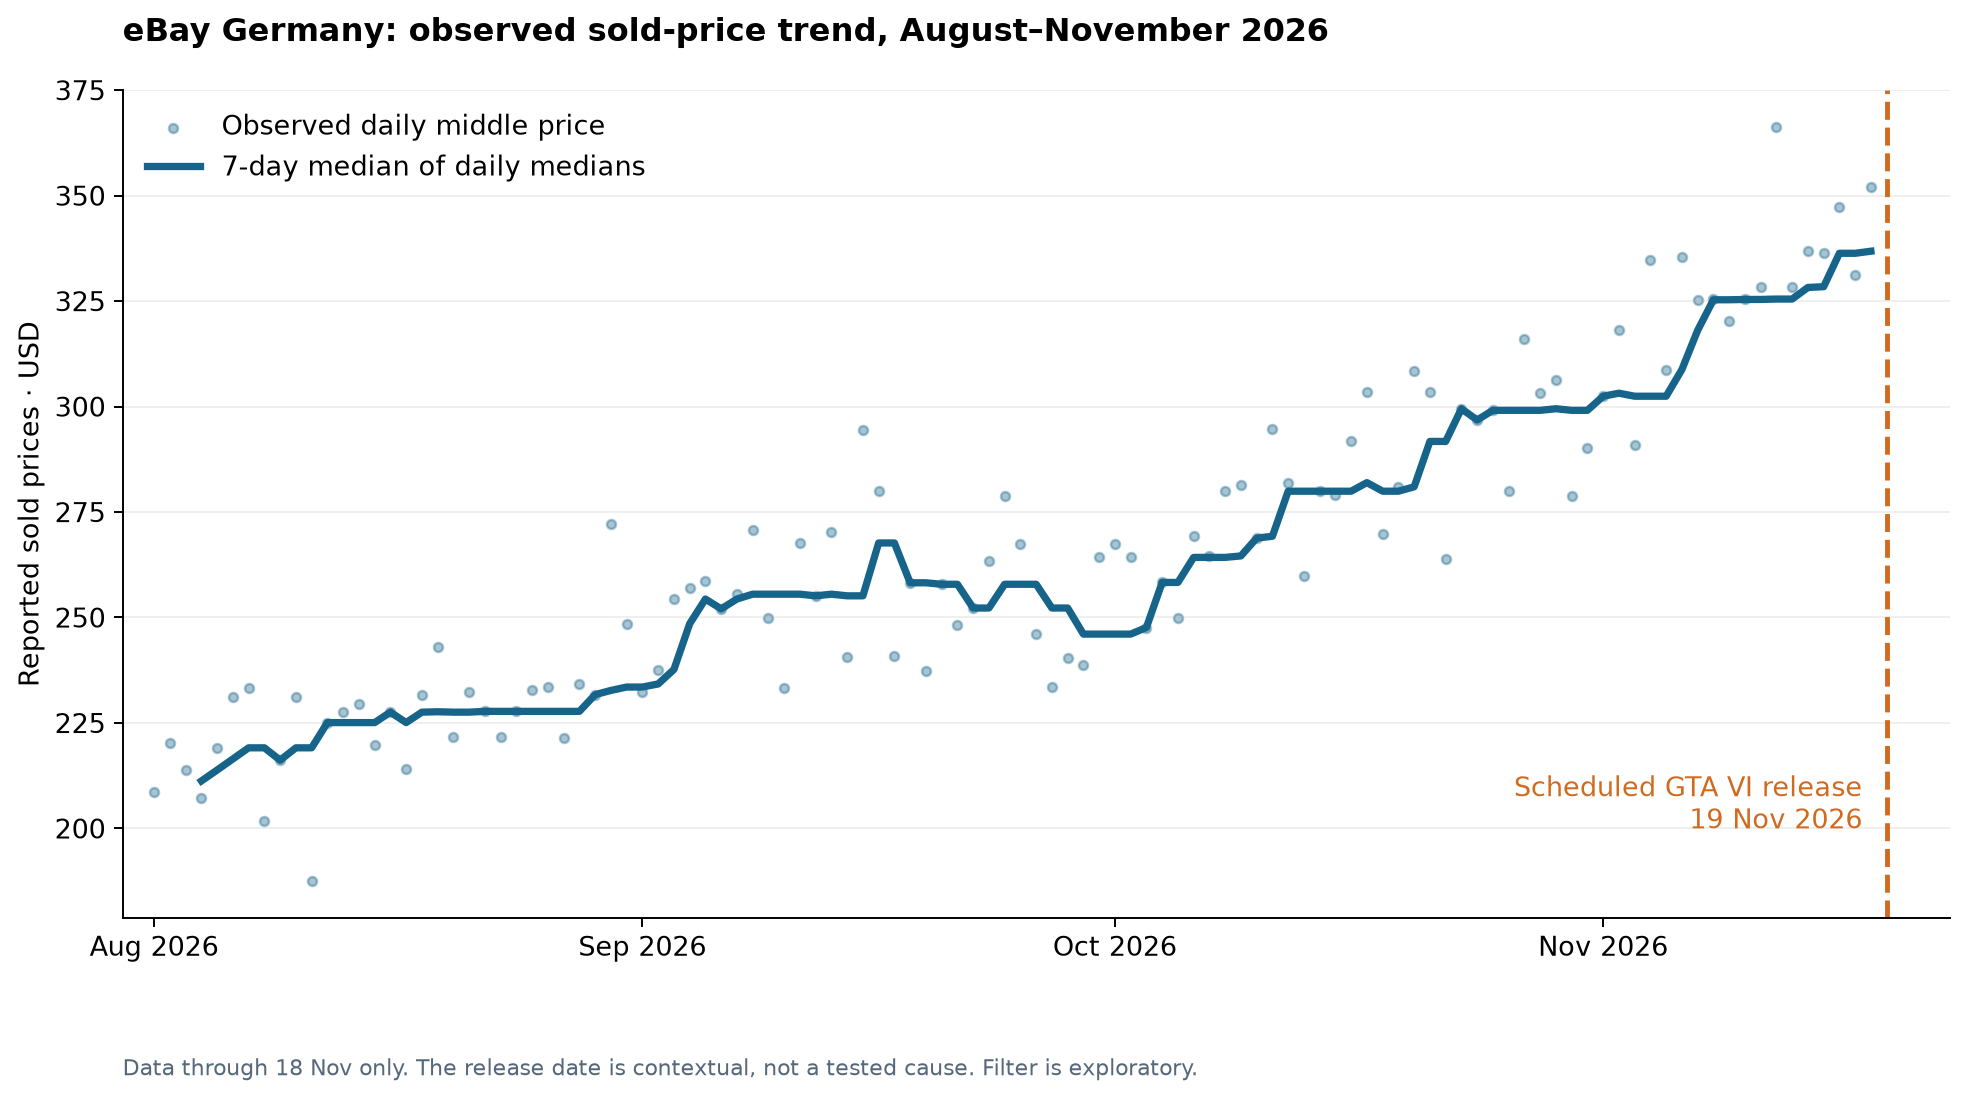 eBay Germany: observed sold-price trend, August–November 2026
375
350
325
300
275
250
225
200
Reported sold prices · USD
Observed daily middle price
7-day median of daily medians
Scheduled GTA VI release
19 Nov 2026
Aug 2026
Sep 2026
Oct 2026
Nov 2026
Data through 18 Nov only. The release date is contextual, not a tested cause. Filter is exploratory.